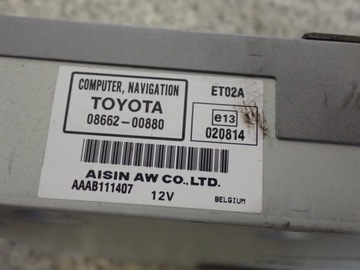 COMPUTER, NAVIGATION
TOYOTA
08662-00880
ET02A
e13
020814
AISIN AW CO., LTD.
AAAB111407
12V
BELGIUM